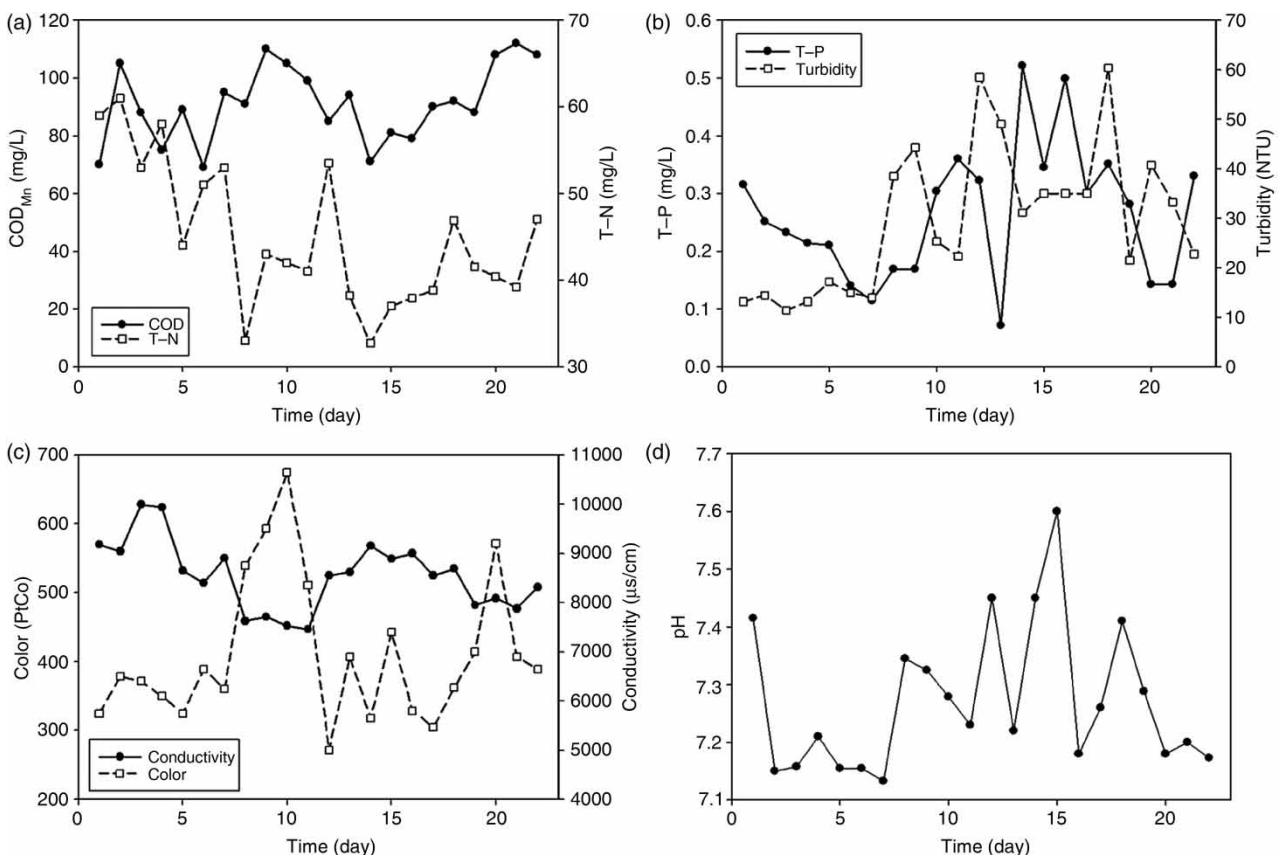 (a)
120
100
80
60
40
20
0
COD_Mn (mg/L)
70
60
50
40
30
T–N (mg/L)
COD
T–N
0 5 10 15 20
Time (day)
(b)
0.6
0.5
0.4
0.3
0.2
0.1
0.0
T–P (mg/L)
70
60
50
40
30
20
10
0
Turbidity (NTU)
T–P
Turbidity
0 5 10 15 20
Time (day)
(c)
700
600
500
400
300
200
Color (PtCo)
11000
10000
9000
8000
7000
6000
5000
4000
Conductivity (µs/cm)
Conductivity
Color
0 5 10 15 20
Time (day)
(d)
7.7
7.6
7.5
7.4
7.3
7.2
7.1
pH
0 5 10 15 20
Time (day)